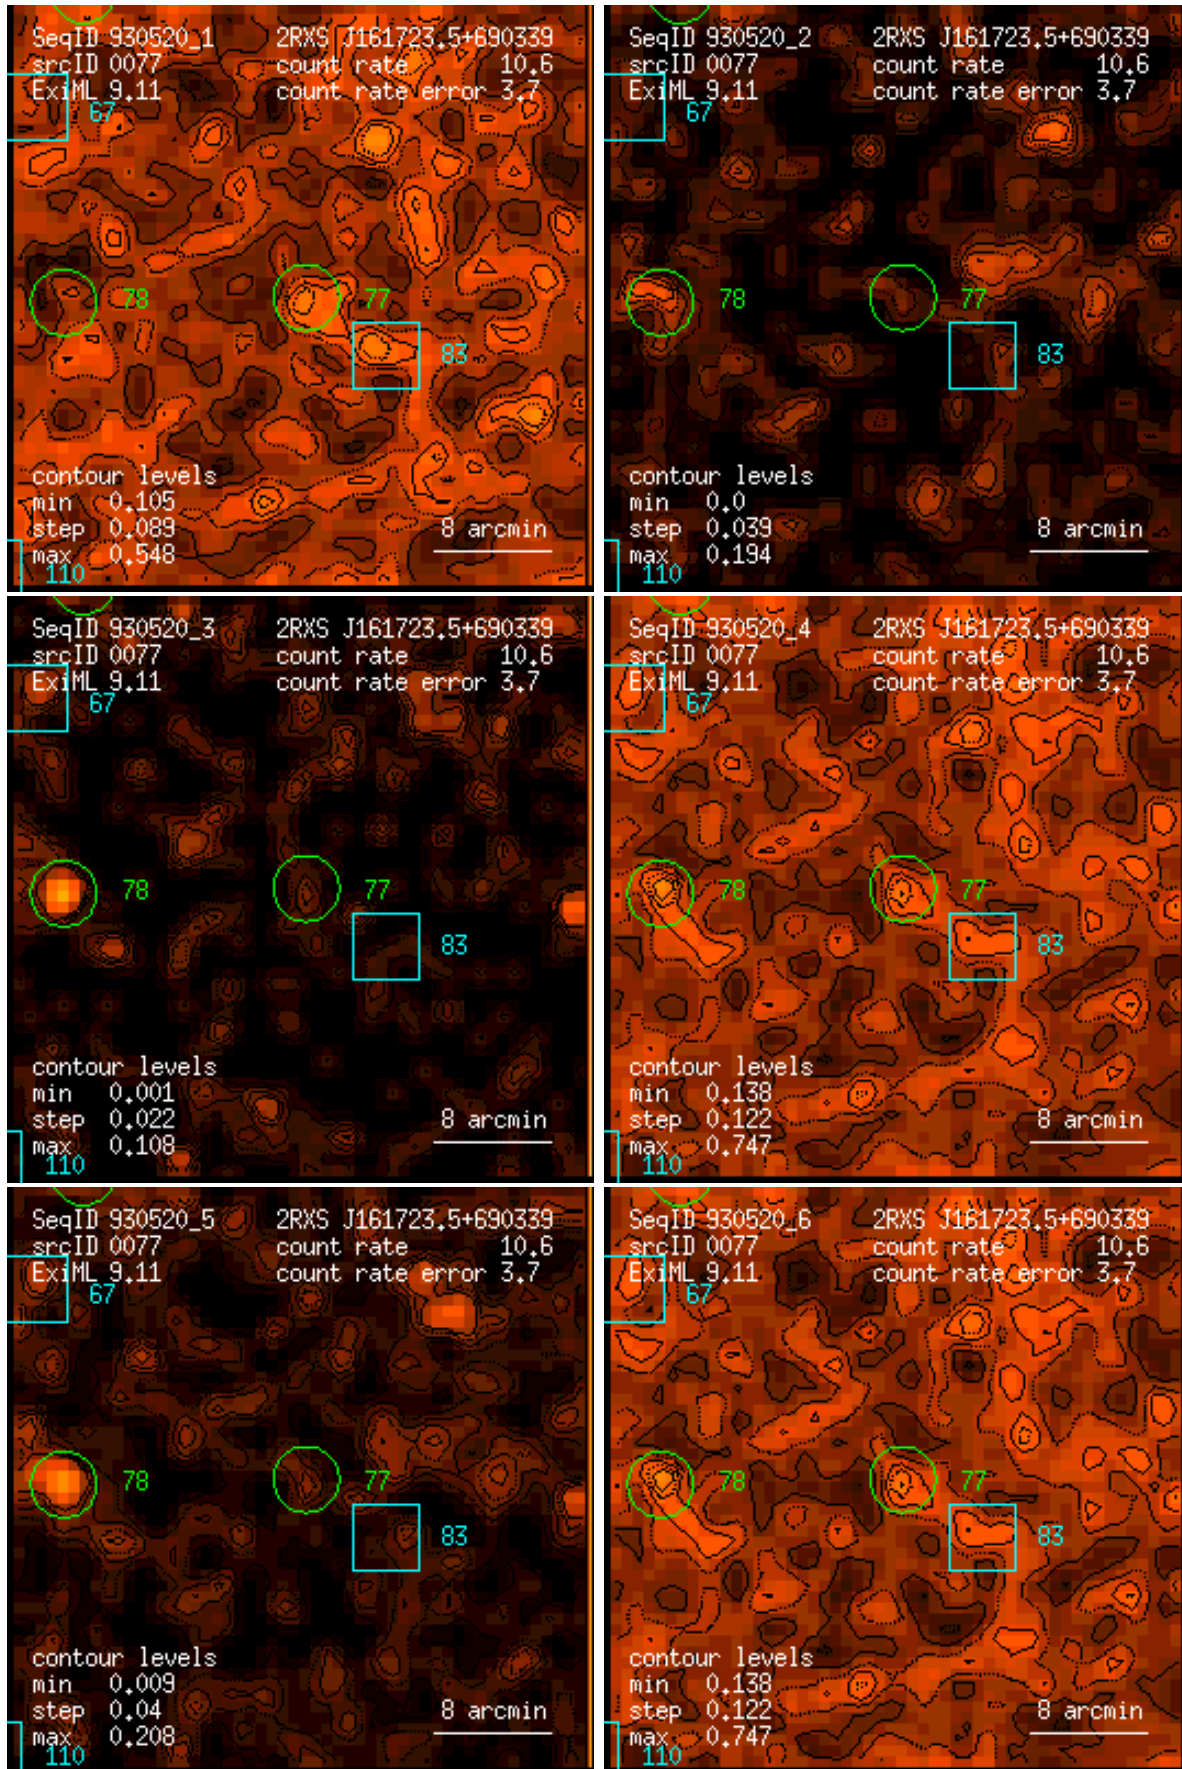 SeqID 930520_1 2RXS J161723.5+690339
srcID 0077 count rate 10.6
ExiML 9.11 count rate error 3.7
67
78 77
83
contour levels
min 0.105
step 0.089 8 arcmin
max 0.548
110
SeqID 930520_2 2RXS J161723.5+690339
srcID 0077 count rate 10.6
ExiML 9.11 count rate error 3.7
67
78 77
83
contour levels
min 0.0
step 0.039 8 arcmin
max 0.194
110
SeqID 930520_3 2RXS J161723.5+690339
srcID 0077 count rate 10.6
ExiML 9.11 count rate error 3.7
67
78 77
83
contour levels
min 0.001
step 0.022 8 arcmin
max 0.108
110
SeqID 930520_4 2RXS J161723.5+690339
srcID 0077 count rate 10.6
ExiML 9.11 count rate error 3.7
67
78 77
83
contour levels
min 0.138
step 0.122 8 arcmin
max 0.747
110
SeqID 930520_5 2RXS J161723.5+690339
srcID 0077 count rate 10.6
ExiML 9.11 count rate error 3.7
67
78 77
83
contour levels
min 0.009
step 0.04 8 arcmin
max 0.208
110
SeqID 930520_6 2RXS J161723.5+690339
srcID 0077 count rate 10.6
ExiML 9.11 count rate error 3.7
67
78 77
83
contour levels
min 0.138
step 0.122 8 arcmin
max 0.747
110